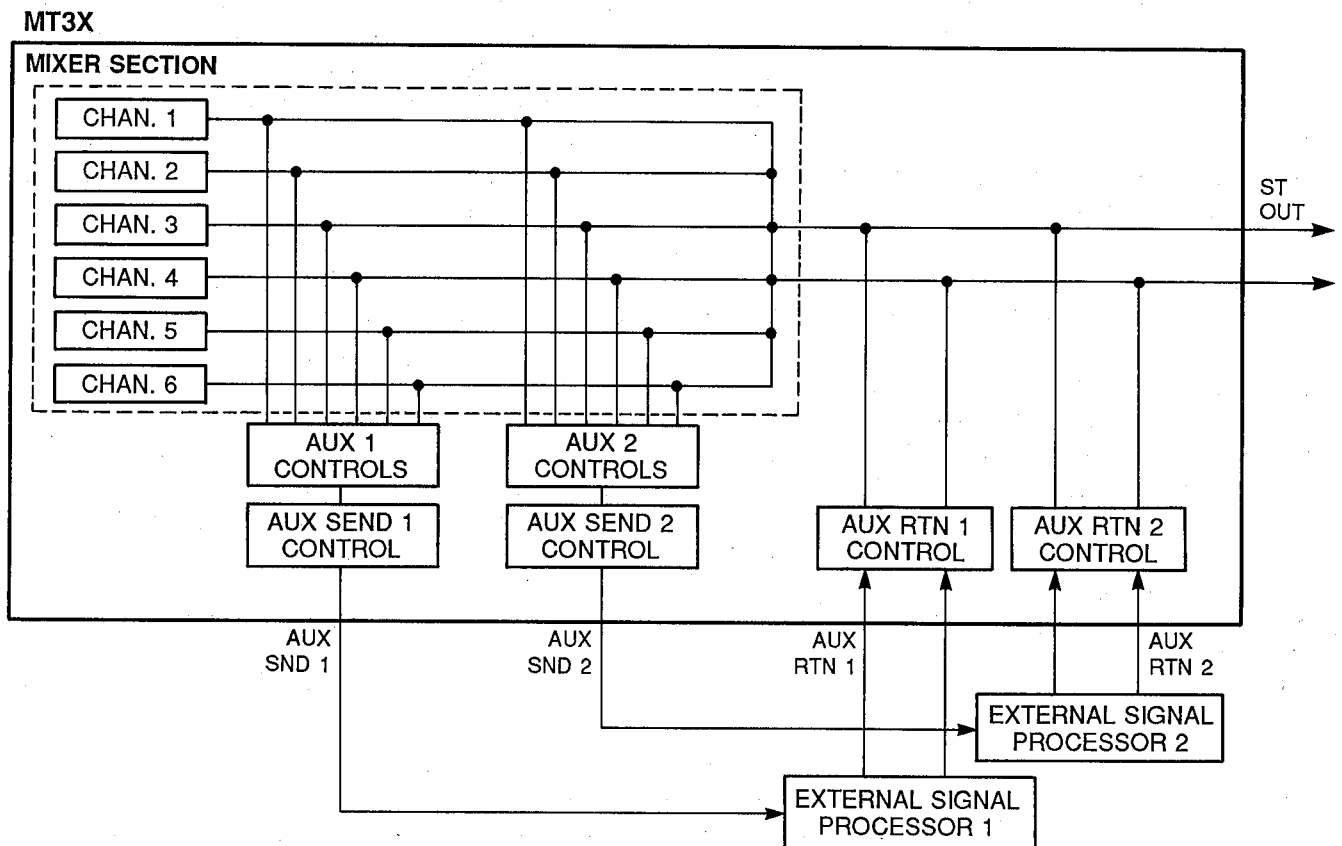 MT3X
MIXER SECTION
CHAN. 1
CHAN. 2
CHAN. 3
CHAN. 4
CHAN. 5
CHAN. 6
ST
OUT
AUX 1
CONTROLS
AUX 2
CONTROLS
AUX SEND 1
CONTROL
AUX SEND 2
CONTROL
AUX RTN 1
CONTROL
AUX RTN 2
CONTROL
AUX
SND 1
AUX
SND 2
AUX
RTN 1
AUX
RTN 2
EXTERNAL SIGNAL
PROCESSOR 2
EXTERNAL SIGNAL
PROCESSOR 1